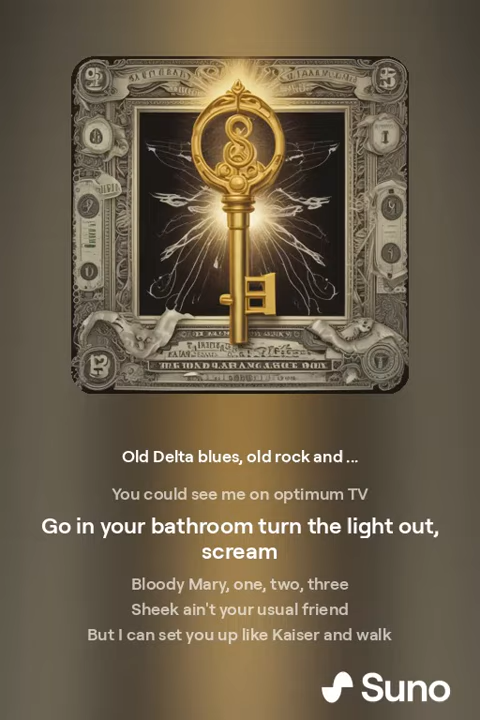 Old Delta blues, old rock and ...
You could see me on optimum TV
Go in your bathroom turn the light out,
scream
Bloody Mary, one, two, three
Sheek ain't your usual friend
But I can set you up like Kaiser and walk
Suno